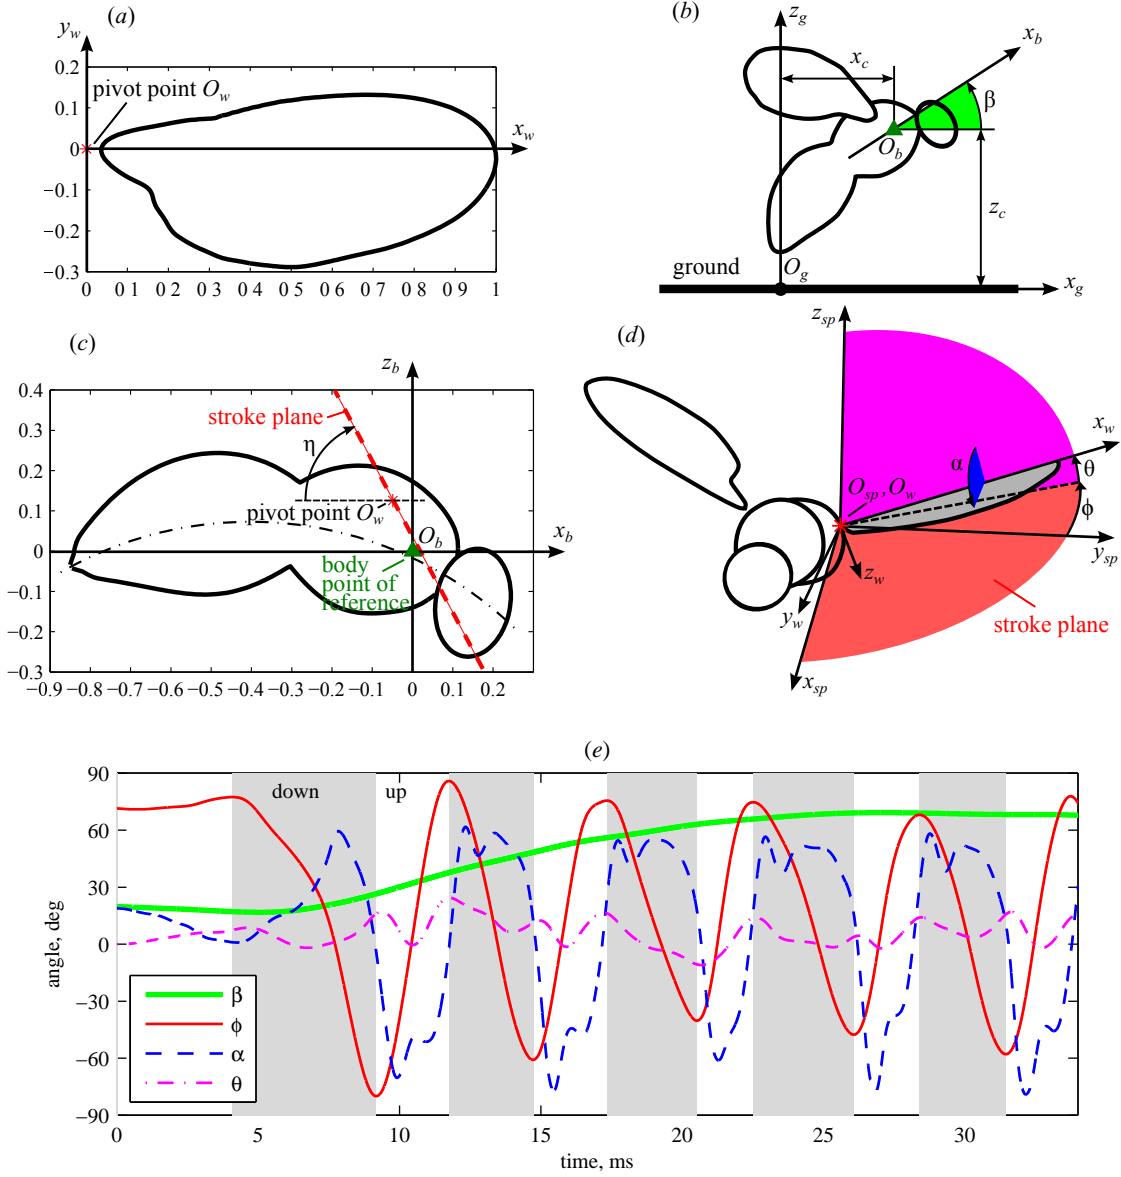 (a)
y_w
0.2
pivot point O_w
0.1
x_w
0
−0.1
−0.2
−0.3
0 0 1 0 2 0 3 0 4 0 5 0 6 0 7 0 8 0 9 1
(b)
z_g
x_c
x_b
β
O_b
z_c
ground
O_g
x_g
(c)
z_b
0.4
stroke plane
0.3
η
0.2
0.1
pivot point O_w
O_b
x_b
0
body
point of
reference
−0.1
−0.2
−0.3
−0.9 −0.8 −0.7 −0.6 −0.5 −0.4 −0.3 −0.2 −0.1 0 0.1 0.2
(d)
z_sp
x_w
α
θ
O_sp, O_w
ϕ
y_sp
z_w
y_w
stroke plane
x_sp
(e)
90
down up
60
30
0
−30
−60
−90
angle, deg
β
ϕ
α
θ
0 5 10 15 20 25 30
time, ms